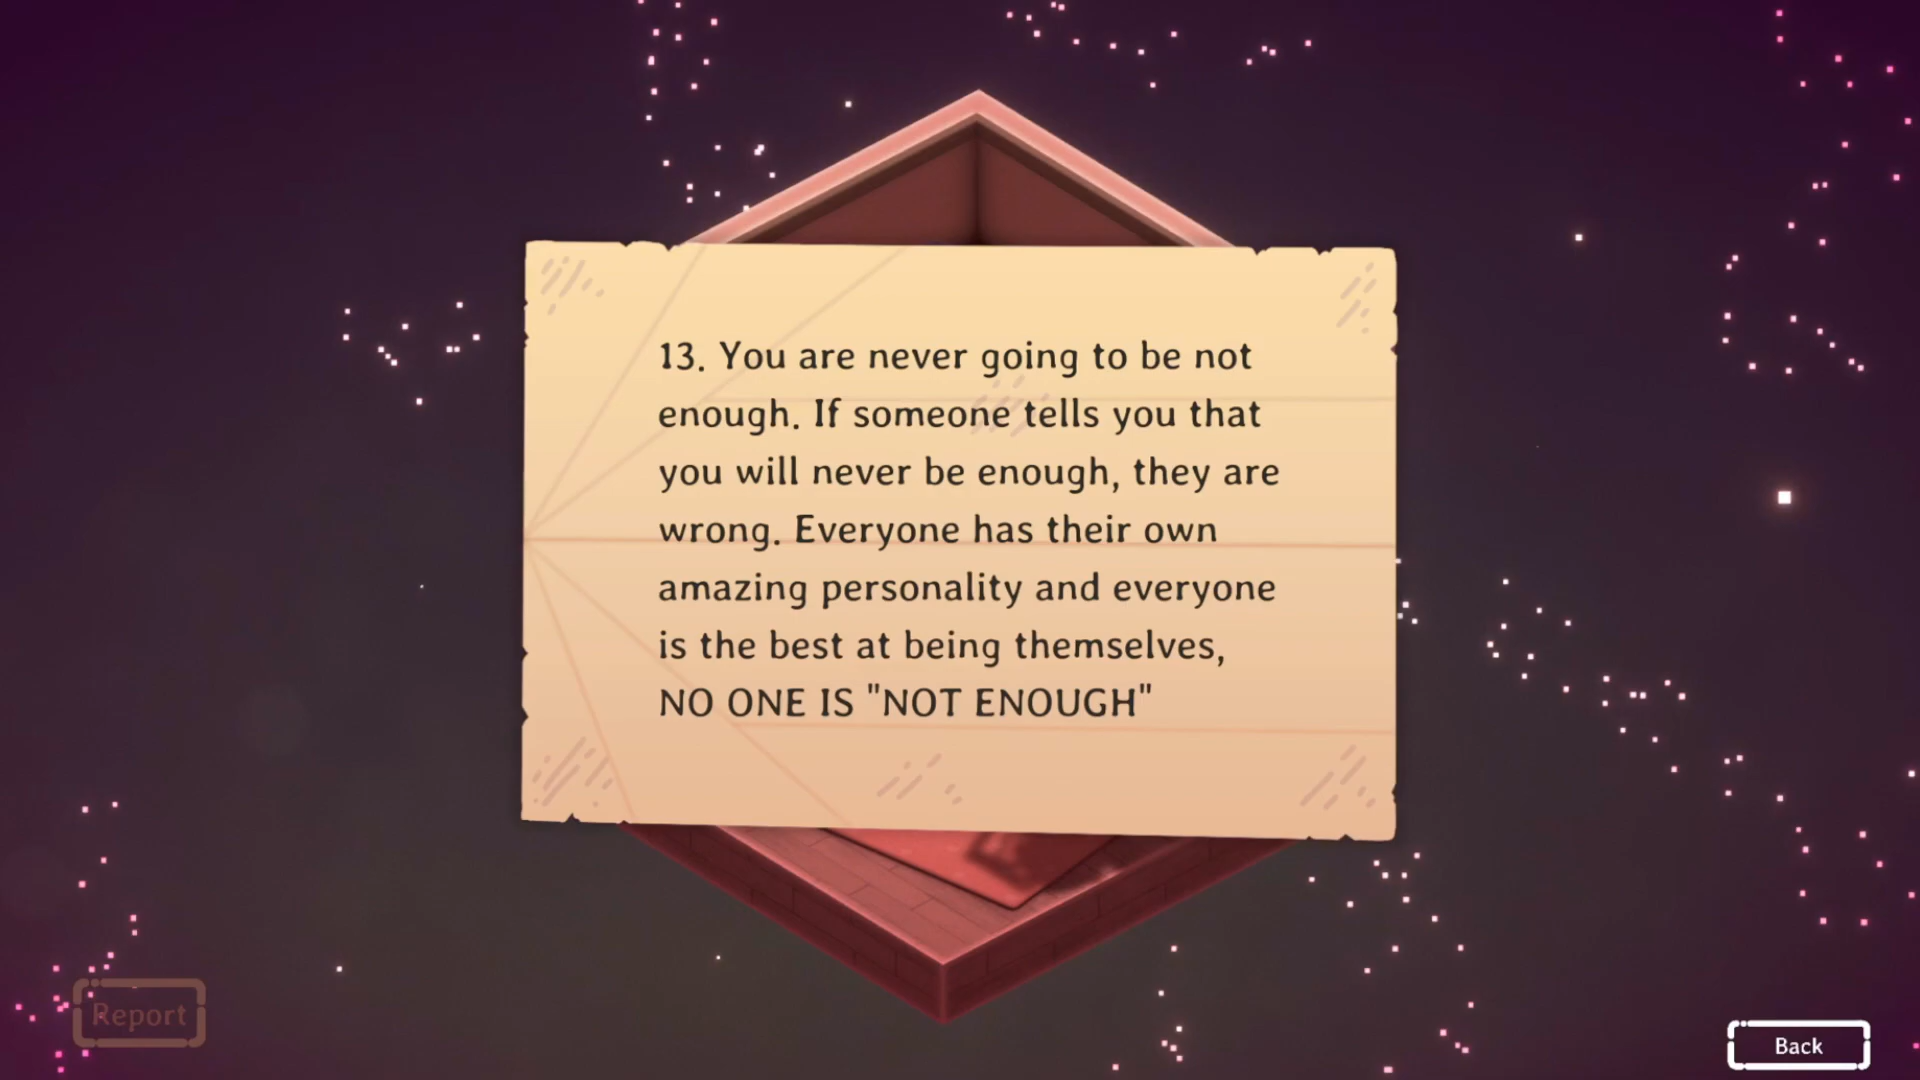 13. You are never going to be not
enough. If someone tells you that
you will never be enough, they are
wrong. Everyone has their own
amazing personality and everyone
is the best at being themselves,
NO ONE IS "NOT ENOUGH"
Report
Back